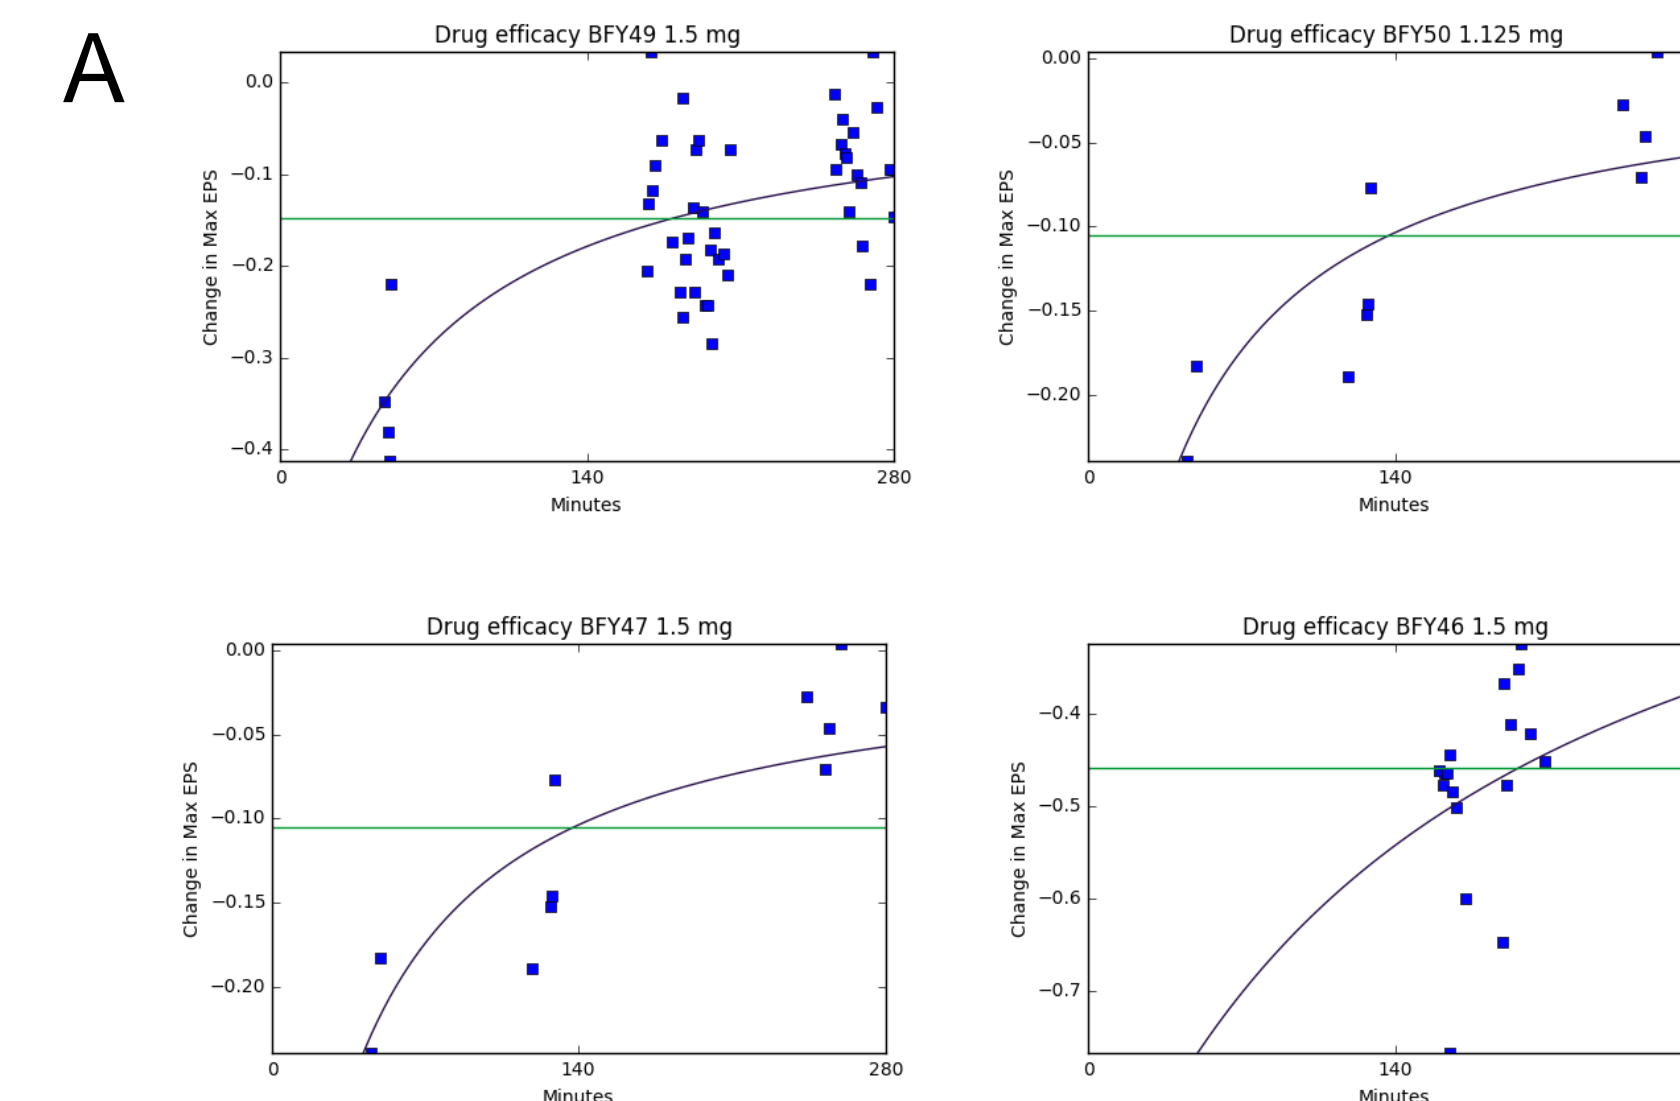 A
Drug efficacy BFY49 1.5 mg
0.0
−0.1
−0.2
−0.3
−0.4
Change in Max EPS
0 140 280
Minutes
Drug efficacy BFY50 1.125 mg
0.00
−0.05
−0.10
−0.15
−0.20
Change in Max EPS
0 140
Minutes
Drug efficacy BFY47 1.5 mg
0.00
−0.05
−0.10
−0.15
−0.20
Change in Max EPS
0 140 280
Minutes
Drug efficacy BFY46 1.5 mg
−0.4
−0.5
−0.6
−0.7
Change in Max EPS
0 140
Minutes